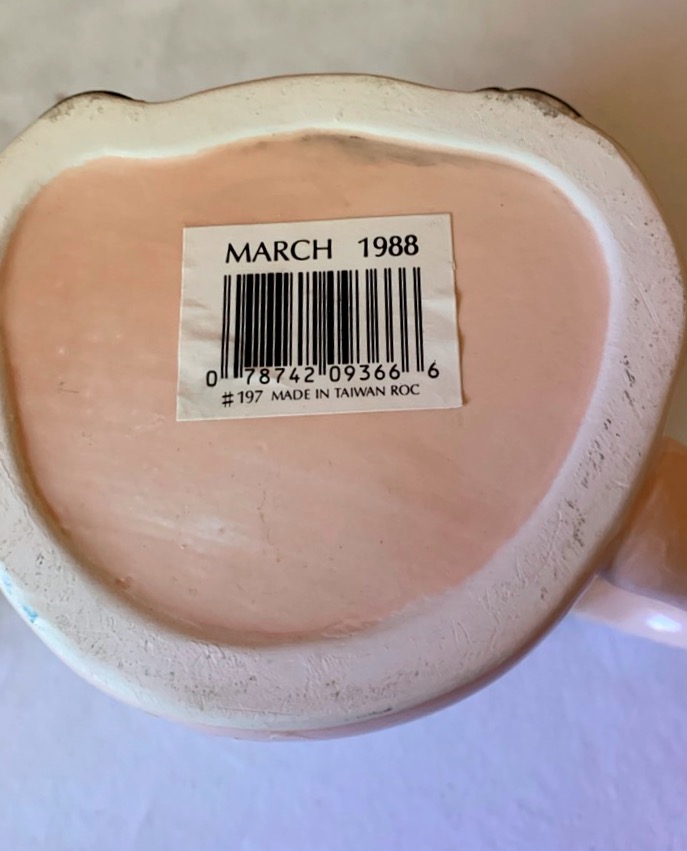 MARCH 1988
0 78742 09366 6
#197 MADE IN TAIWAN ROC